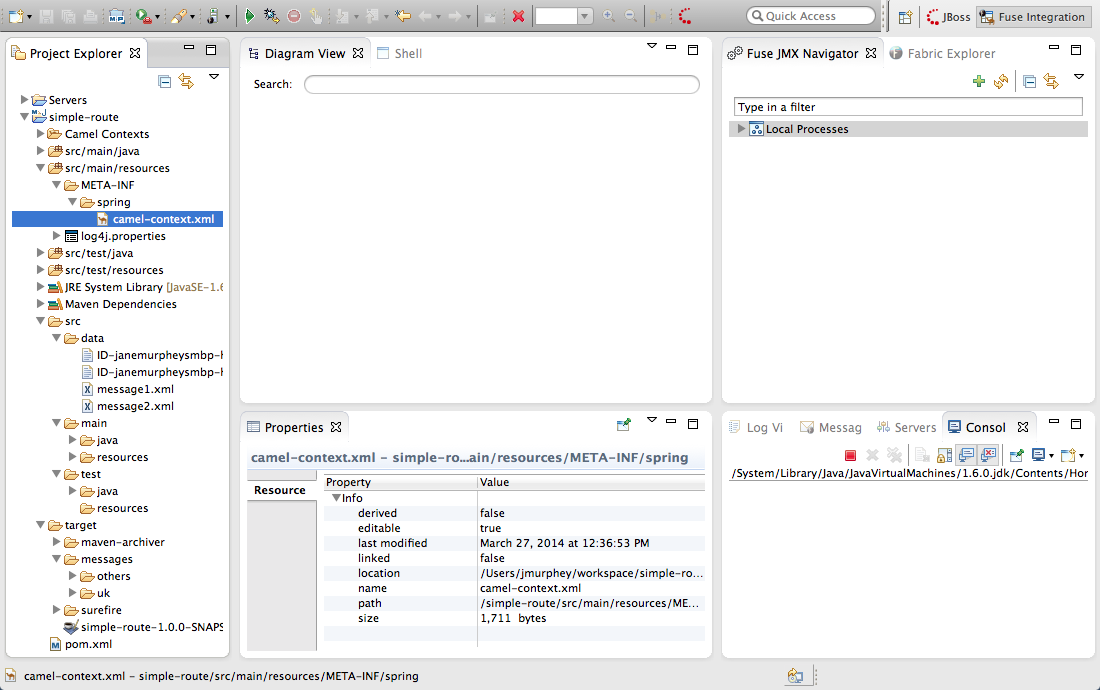 Quick Access
JBoss
Fuse Integration
Project Explorer
Servers
simple-route
Camel Contexts
src/main/java
src/main/resources
META-INF
spring
camel-context.xml
log4j.properties
src/test/java
src/test/resources
JRE System Library [JavaSE-1.6
Maven Dependencies
src
data
ID-janemurpheysmbp-h
ID-janemurpheysmbp-h
message1.xml
message2.xml
main
java
resources
test
java
resources
target
maven-archiver
messages
others
uk
surefire
simple-route-1.0.0-SNAPS
pom.xml
Diagram View
Shell
Search:
Fuse JMX Navigator
Fabric Explorer
Type in a filter
Local Processes
Properties
camel-context.xml – simple-ro...ain/resources/META-INF/spring
Resource
Property Value
Info
derived false
editable true
last modified March 27, 2014 at 12:36:53 PM
linked false
location /Users/jmurphey/workspace/simple-ro...
name camel-context.xml
path /simple-route/src/main/resources/ME...
size 1,711 bytes
Log Vi
Messag
Servers
Consol
/System/Library/Java/JavaVirtualMachines/1.6.0.jdk/Contents/Hor
camel-context.xml – simple-route/src/main/resources/META-INF/spring